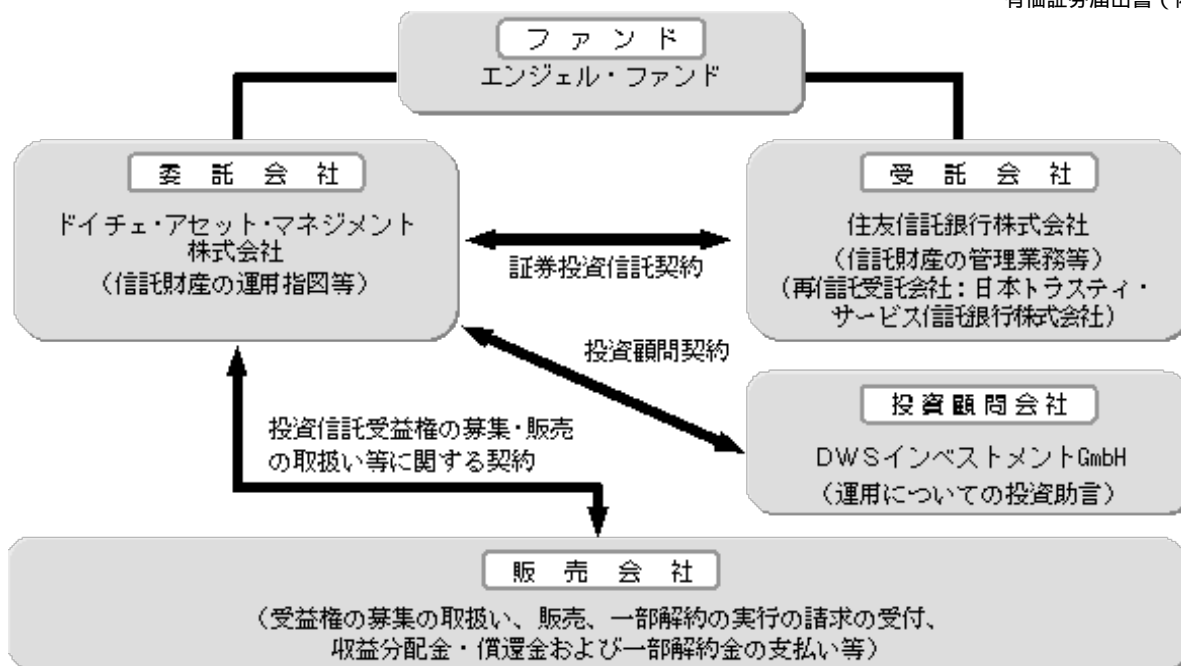 有価証券届出書（
ファンド
エンジェル・ファンド
委託会社
ドイチェ・アセット・マネジメント
株式会社
（信託財産の運用指図等）
受託会社
住友信託銀行株式会社
（信託財産の管理業務等）
（再信託受託会社：日本トラスティ・
サービス信託銀行株式会社）
証券投資信託契約
投資顧問契約
投資顧問会社
DWSインベストメントGmbH
（運用についての投資助言）
投資信託受益権の募集・販売
の取扱い等に関する契約
販売会社
（受益権の募集の取扱い、販売、一部解約の実行の請求の受付、
収益分配金・償還金および一部解約金の支払い等）